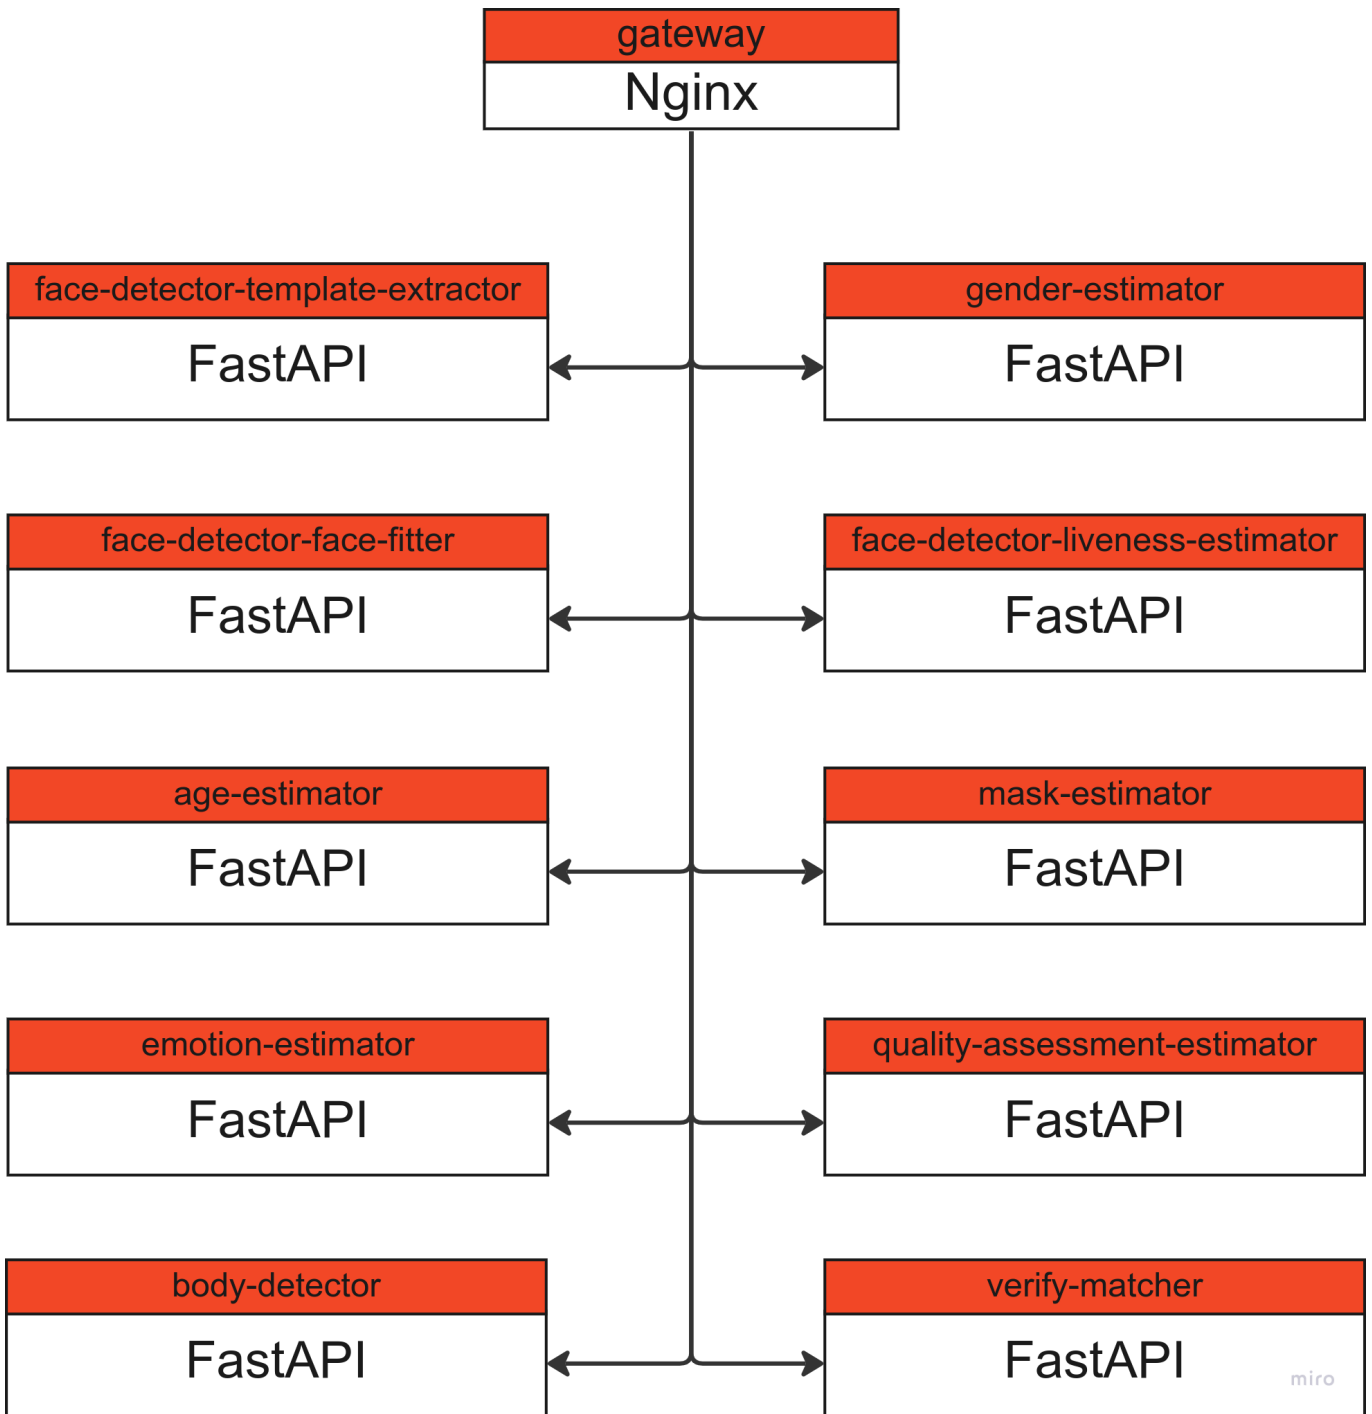 gateway
Nginx
face-detector-template-extractor
FastAPI
gender-estimator
FastAPI
face-detector-face-fitter
FastAPI
face-detector-liveness-estimator
FastAPI
age-estimator
FastAPI
mask-estimator
FastAPI
emotion-estimator
FastAPI
quality-assessment-estimator
FastAPI
body-detector
FastAPI
verify-matcher
FastAPI
miro